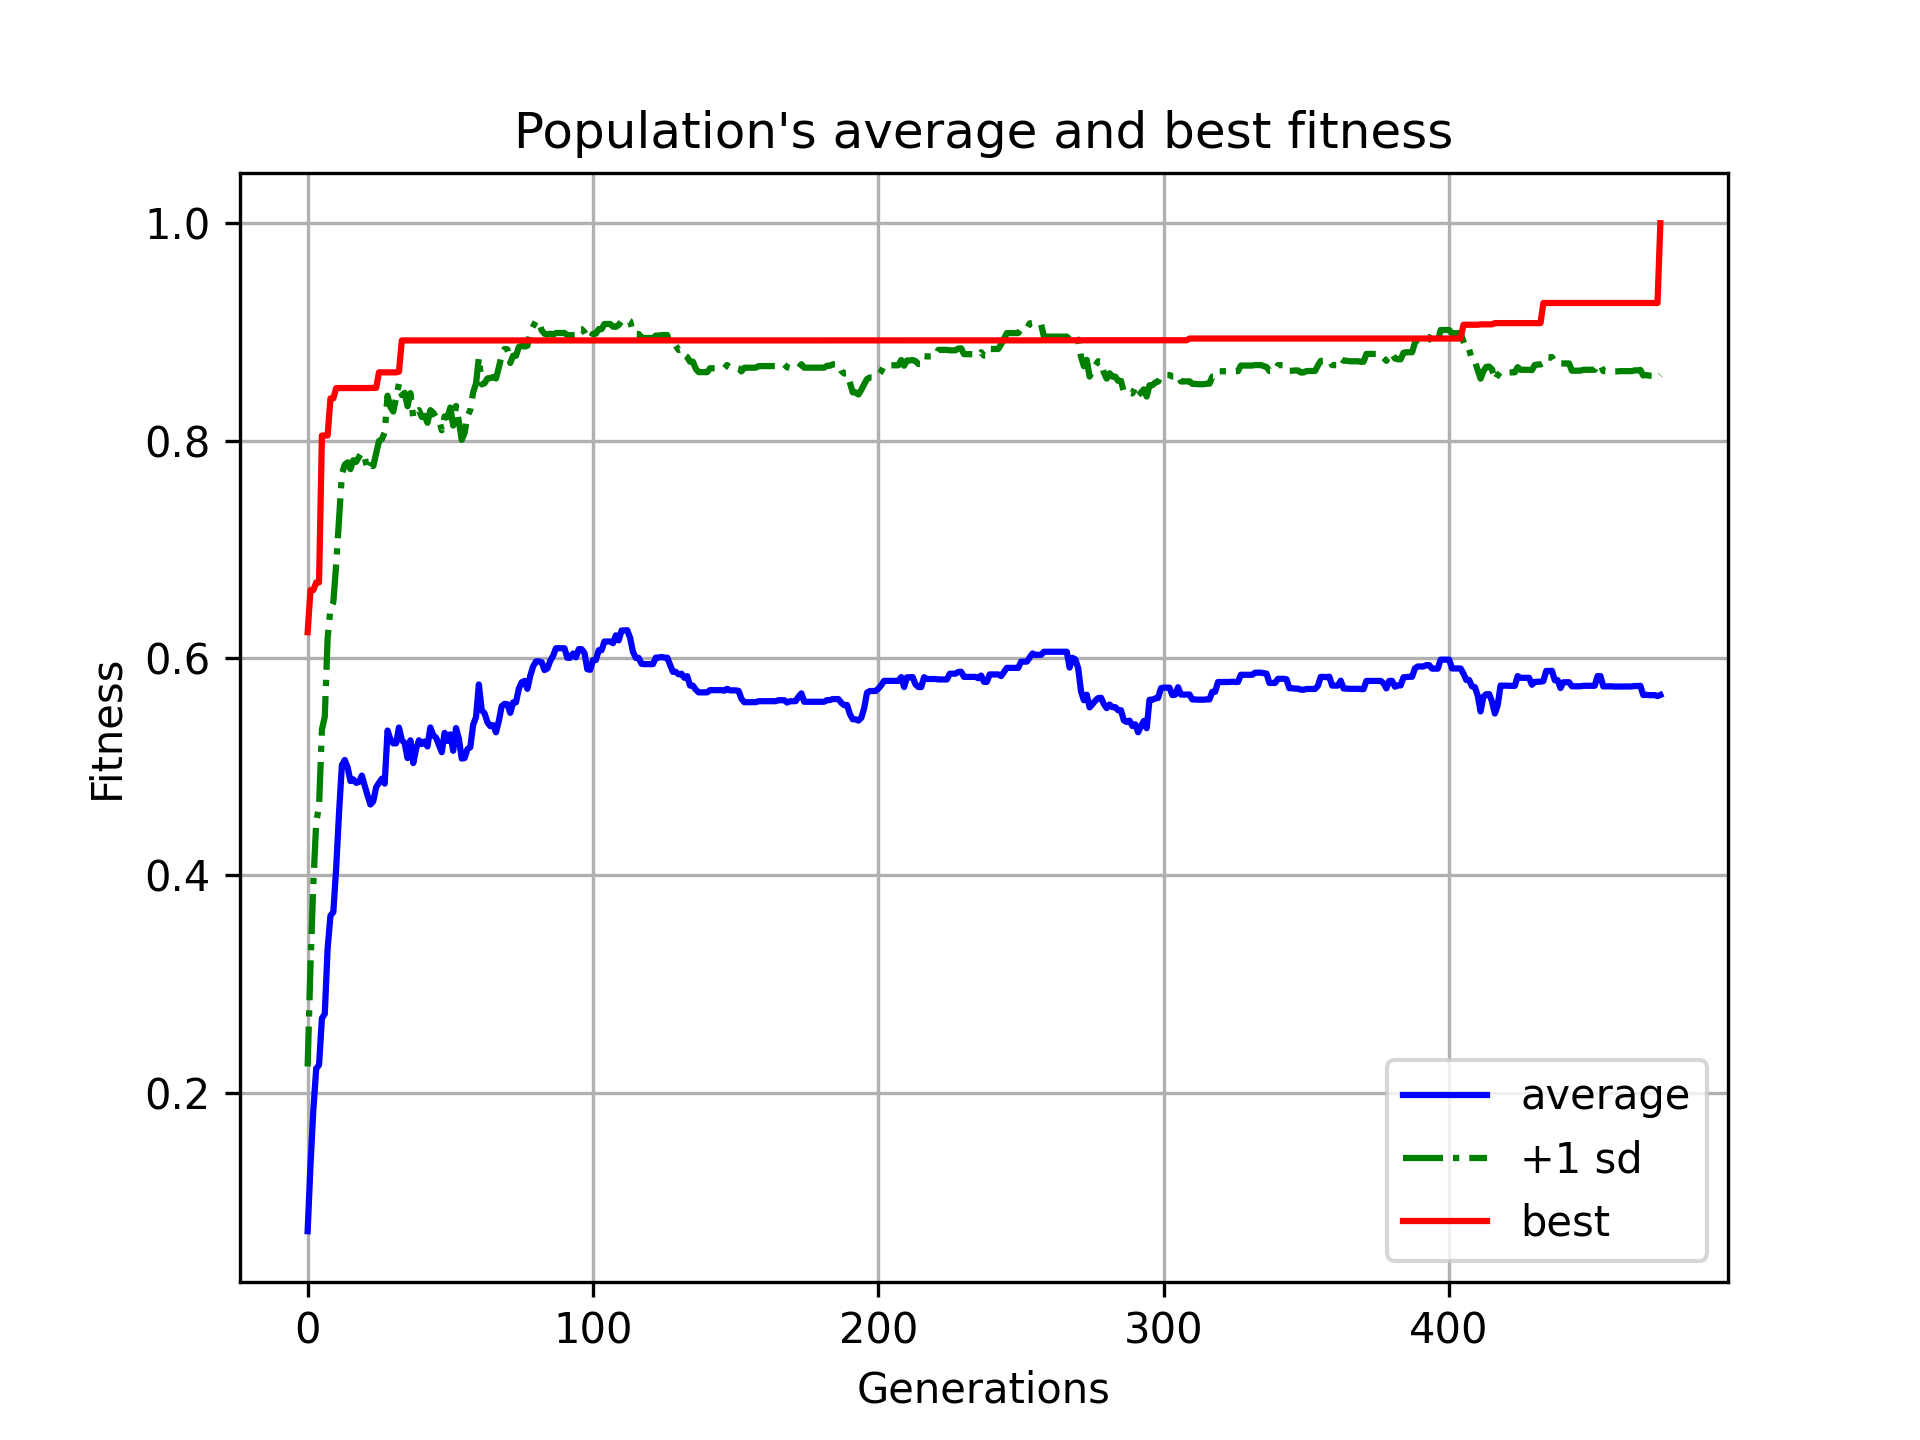 Population's average and best fitness
1.0
0.8
0.6
0.4
0.2
Fitness
average
+1 sd
best
0 100 200 300 400
Generations